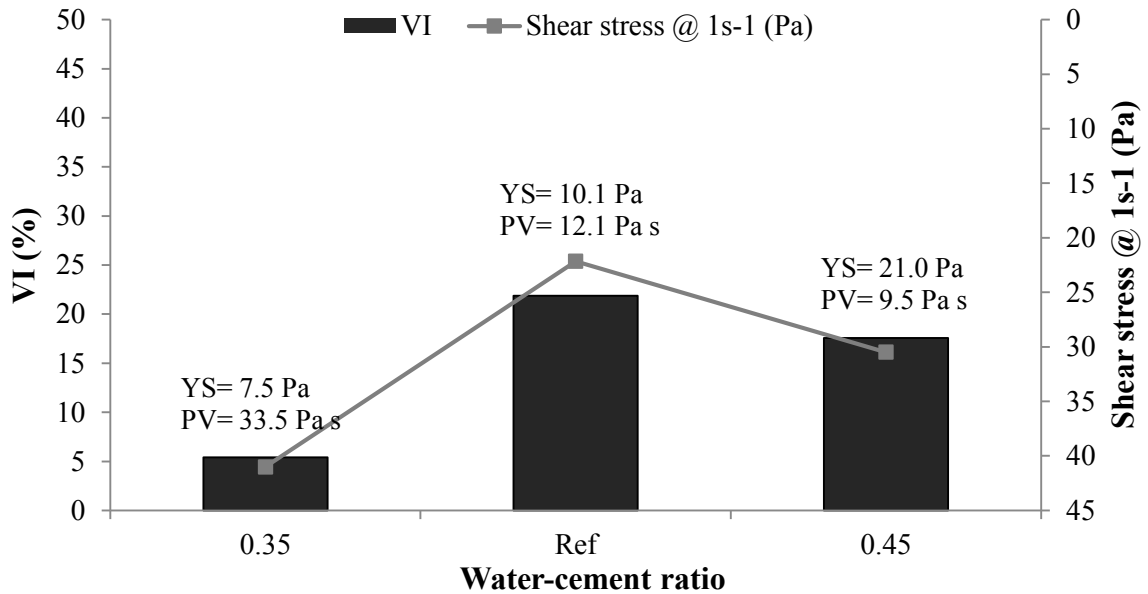 VI
Shear stress @ 1s-1 (Pa)
50
45
40
35
30
25
20
15
10
5
0
VI (%)
YS= 7.5 Pa
PV= 33.5 Pa s
YS= 10.1 Pa
PV= 12.1 Pa s
YS= 21.0 Pa
PV= 9.5 Pa s
0
5
10
15
20
25
30
35
40
45
Shear stress @ 1s-1 (Pa)
0.35
Ref
0.45
Water-cement ratio